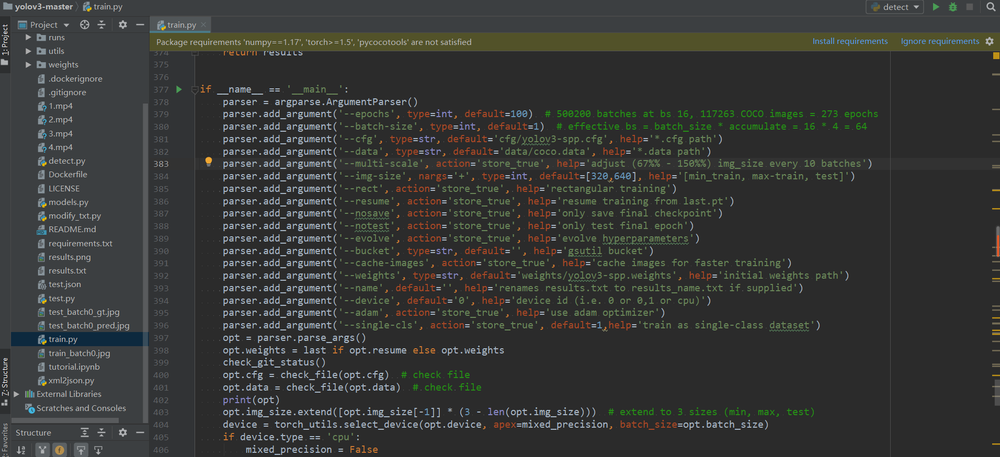 yolov3-master
train.py
detect
1: Project
Project
train.py
Package requirements 'numpy==1.17', 'torch>=1.5', 'pycocotools' are not satisfied
Install requirements
Ignore requirements
runs
utils
weights
.dockerignore
.gitignore
1.mp4
2.mp4
3.mp4
4.mp4
detect.py
Dockerfile
LICENSE
models.py
modify_txt.py
README.md
requirements.txt
results.png
results.txt
test.json
test.py
test_batch0_gt.jpg
test_batch0_pred.jpg
train.py
train_batch0.jpg
tutorial.ipynb
xml2json.py
External Libraries
Scratches and Consoles
Structure
Z: Structure
2: Favorites
374 return results
375
376
377 if __name__ == '__main__':
378 parser = argparse.ArgumentParser()
379 parser.add_argument('--epochs', type=int, default=100)  # 500200 batches at bs 16, 117263 COCO images = 273 epochs
380 parser.add_argument('--batch-size', type=int, default=1)  # effective bs = batch_size * accumulate = 16 * 4 = 64
381 parser.add_argument('--cfg', type=str, default='cfg/yolov3-spp.cfg', help='*.cfg path')
382 parser.add_argument('--data', type=str, default='data/coco.data', help='*.data path')
383 parser.add_argument('--multi-scale', action='store_true', help='adjust (67%% - 150%%) img_size every 10 batches')
384 parser.add_argument('--img-size', nargs='+', type=int, default=[320,640], help='[min_train, max-train, test]')
385 parser.add_argument('--rect', action='store_true', help='rectangular training')
386 parser.add_argument('--resume', action='store_true', help='resume training from last.pt')
387 parser.add_argument('--nosave', action='store_true', help='only save final checkpoint')
388 parser.add_argument('--notest', action='store_true', help='only test final epoch')
389 parser.add_argument('--evolve', action='store_true', help='evolve hyperparameters')
390 parser.add_argument('--bucket', type=str, default='', help='gsutil bucket')
391 parser.add_argument('--cache-images', action='store_true', help='cache images for faster training')
392 parser.add_argument('--weights', type=str, default='weights/yolov3-spp.weights', help='initial weights path')
393 parser.add_argument('--name', default='', help='renames results.txt to results_name.txt if supplied')
394 parser.add_argument('--device', default='0', help='device id (i.e. 0 or 0,1 or cpu)')
395 parser.add_argument('--adam', action='store_true', help='use adam optimizer')
396 parser.add_argument('--single-cls', action='store_true', default=1,help='train as single-class dataset')
397 opt = parser.parse_args()
398 opt.weights = last if opt.resume else opt.weights
399 check_git_status()
400 opt.cfg = check_file(opt.cfg)  # check file
401 opt.data = check_file(opt.data)  # check file
402 print(opt)
403 opt.img_size.extend([opt.img_size[-1]] * (3 - len(opt.img_size)))  # extend to 3 sizes (min, max, test)
404 device = torch_utils.select_device(opt.device, apex=mixed_precision, batch_size=opt.batch_size)
405 if device.type == 'cpu':
406 mixed_precision = False